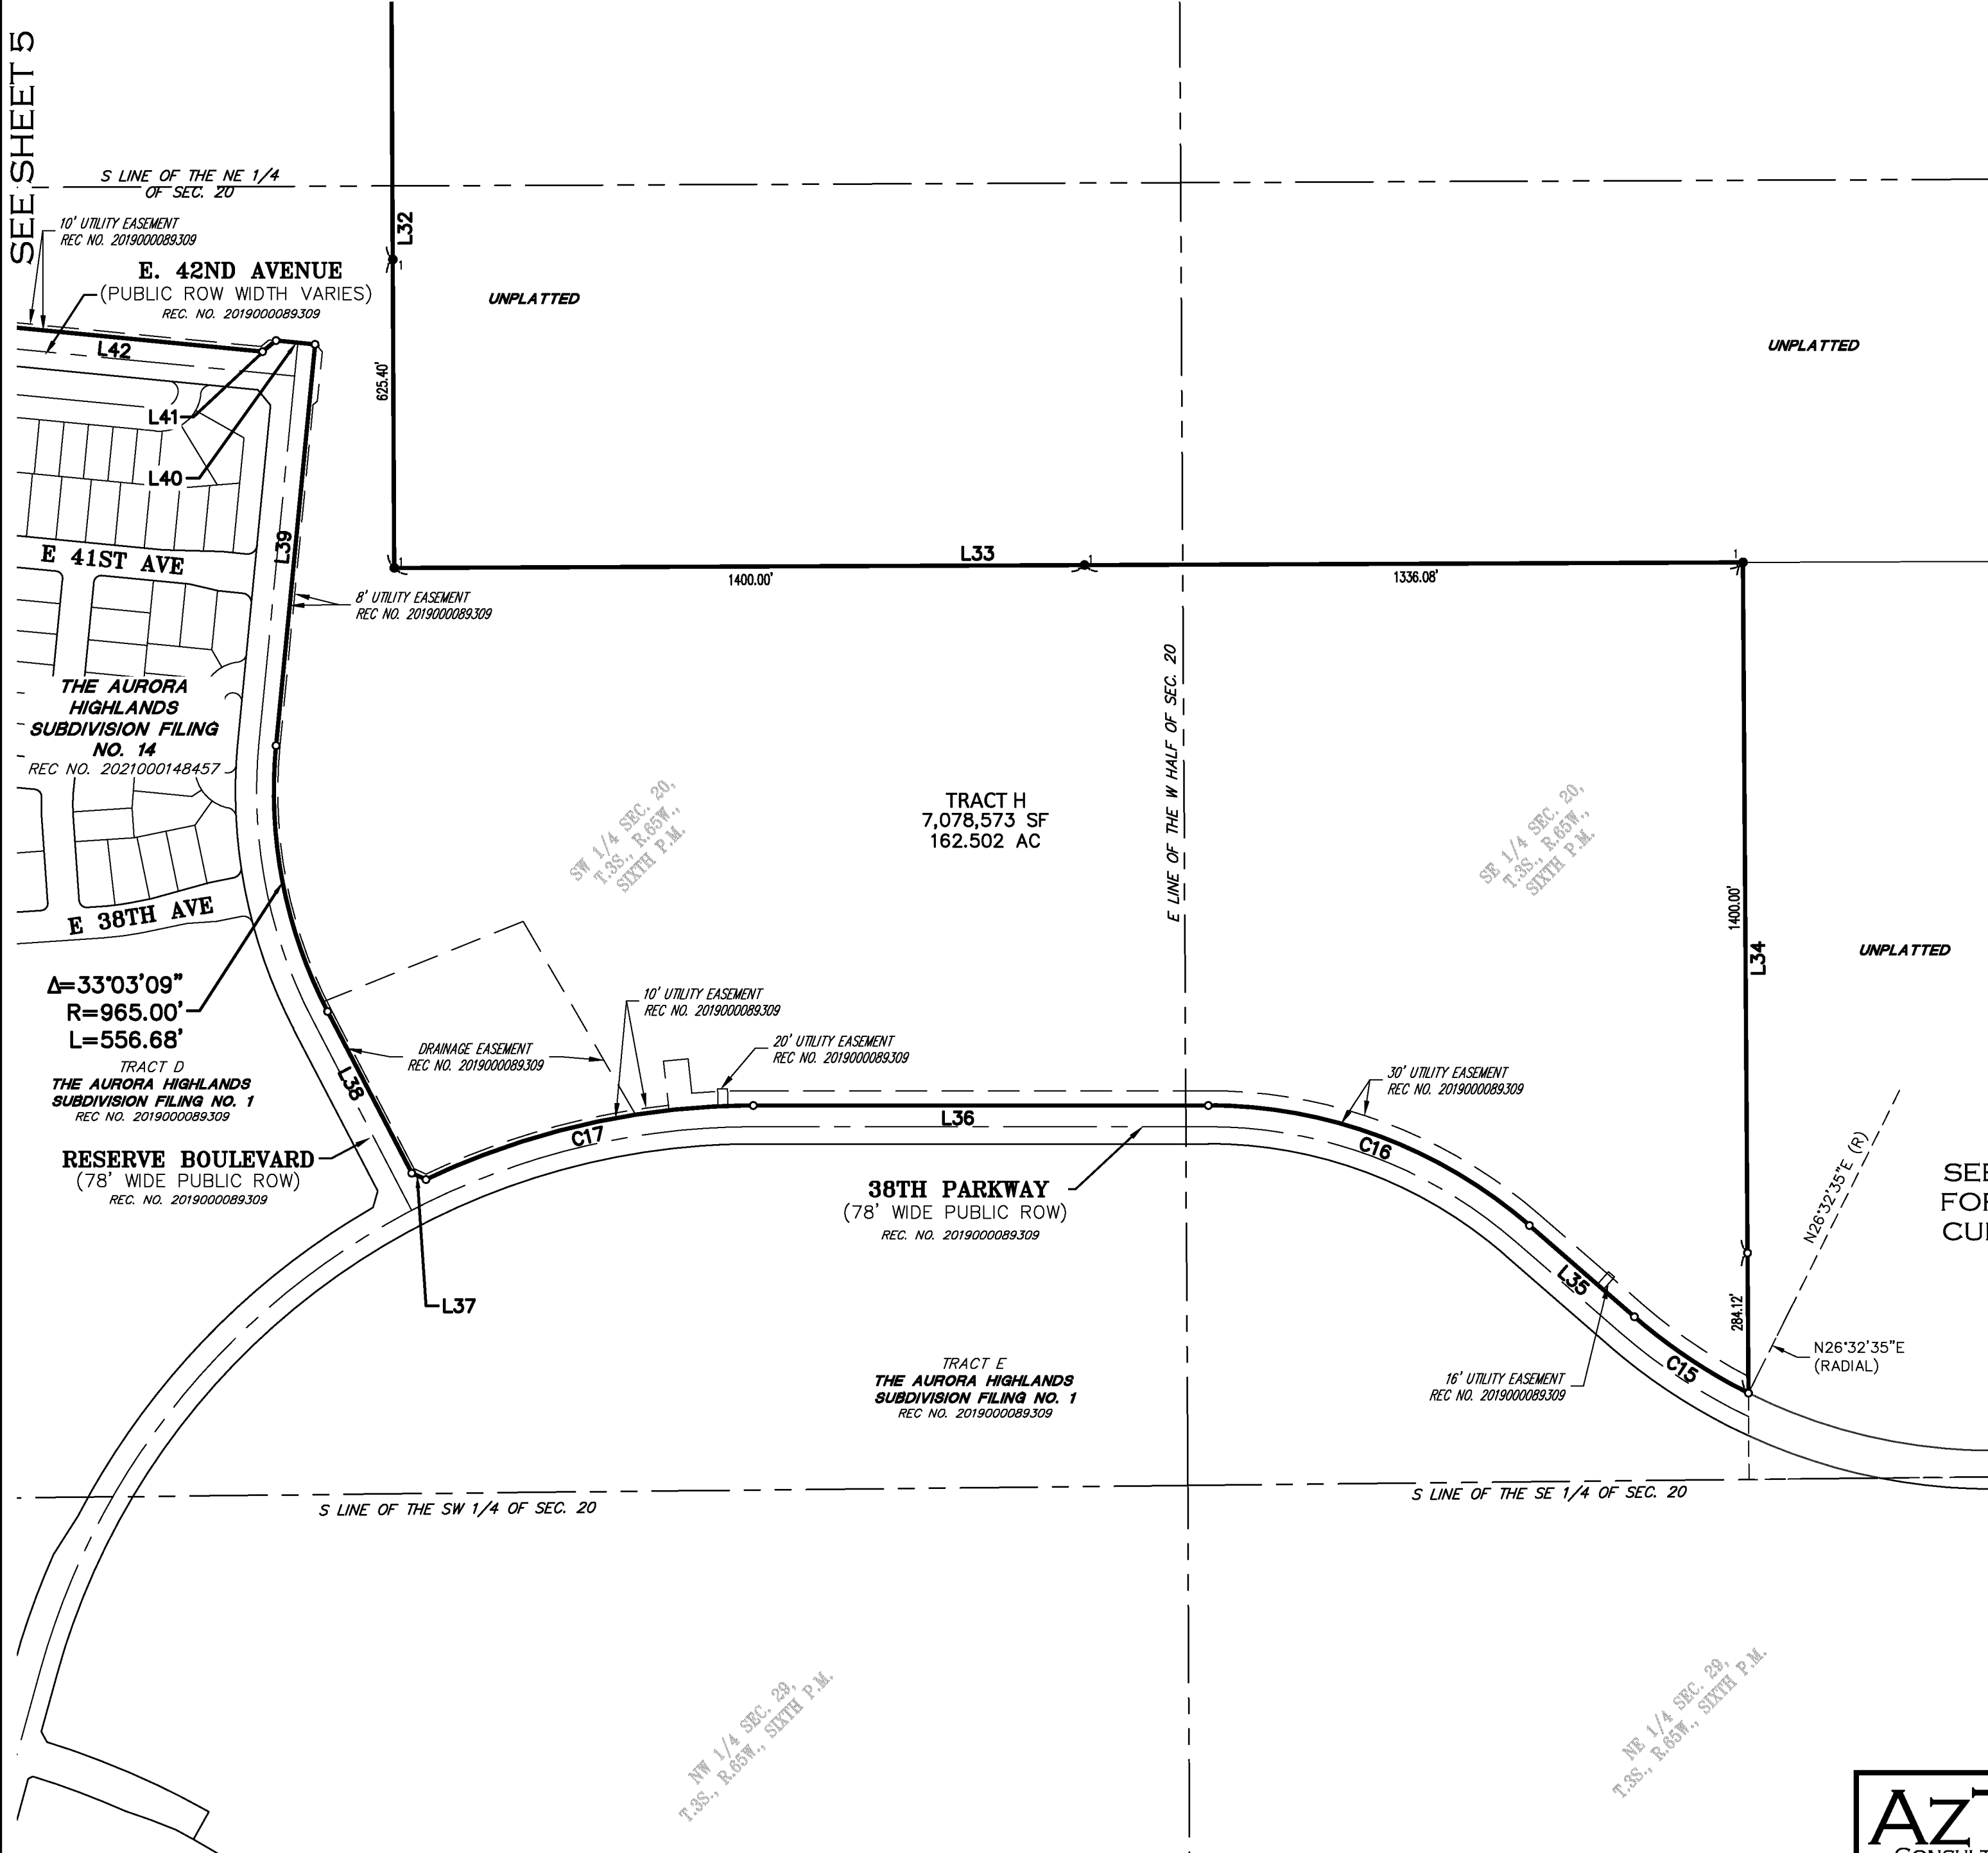 SEE SHEET 5
S LINE OF THE NE 1/4
OF SEC. 20
10' UTILITY EASEMENT
REC NO. 2019000089309
E. 42ND AVENUE
(PUBLIC ROW WIDTH VARIES)
REC. NO. 2019000089309
L32
1
UNPLATTED
UNPLATTED
L42
625.40'
L41
L40
L39
E 41ST AVE
8' UTILITY EASEMENT
REC NO. 2019000089309
1
L33
1
1
1400.00'
1336.08'
THE AURORA
HIGHLANDS
SUBDIVISION FILING
NO. 14
REC NO. 2021000148457
E LINE OF THE W HALF OF SEC. 20
SW 1/4 SEC. 20,
T.3S., R.65W.,
SIXTH P.M.
TRACT H
7,078,573 SF
162.502 AC
SE 1/4 SEC. 20,
T.3S., R.65W.,
SIXTH P.M.
1400.00'
L34
UNPLATTED
E 38TH AVE
Δ=33°03'09"
R=965.00'
L=556.68'
TRACT D
THE AURORA HIGHLANDS
SUBDIVISION FILING NO. 1
REC NO. 2019000089309
L38
DRAINAGE EASEMENT
REC NO. 2019000089309
10' UTILITY EASEMENT
REC NO. 2019000089309
20' UTILITY EASEMENT
REC NO. 2019000089309
30' UTILITY EASEMENT
REC NO. 2019000089309
C17
L36
C16
RESERVE BOULEVARD
(78' WIDE PUBLIC ROW)
REC. NO. 2019000089309
38TH PARKWAY
(78' WIDE PUBLIC ROW)
REC. NO. 2019000089309
N26°32'35"E (R)
L37
L35
284.12'
N26°32'35"E
(RADIAL)
C15
16' UTILITY EASEMENT
REC NO. 2019000089309
TRACT E
THE AURORA HIGHLANDS
SUBDIVISION FILING NO. 1
REC NO. 2019000089309
S LINE OF THE SW 1/4 OF SEC. 20
S LINE OF THE SE 1/4 OF SEC. 20
NW 1/4 SEC. 29,
T.3S., R.65W., SIXTH P.M.
NE 1/4 SEC. 29,
T.3S., R.65W., SIXTH P.M.